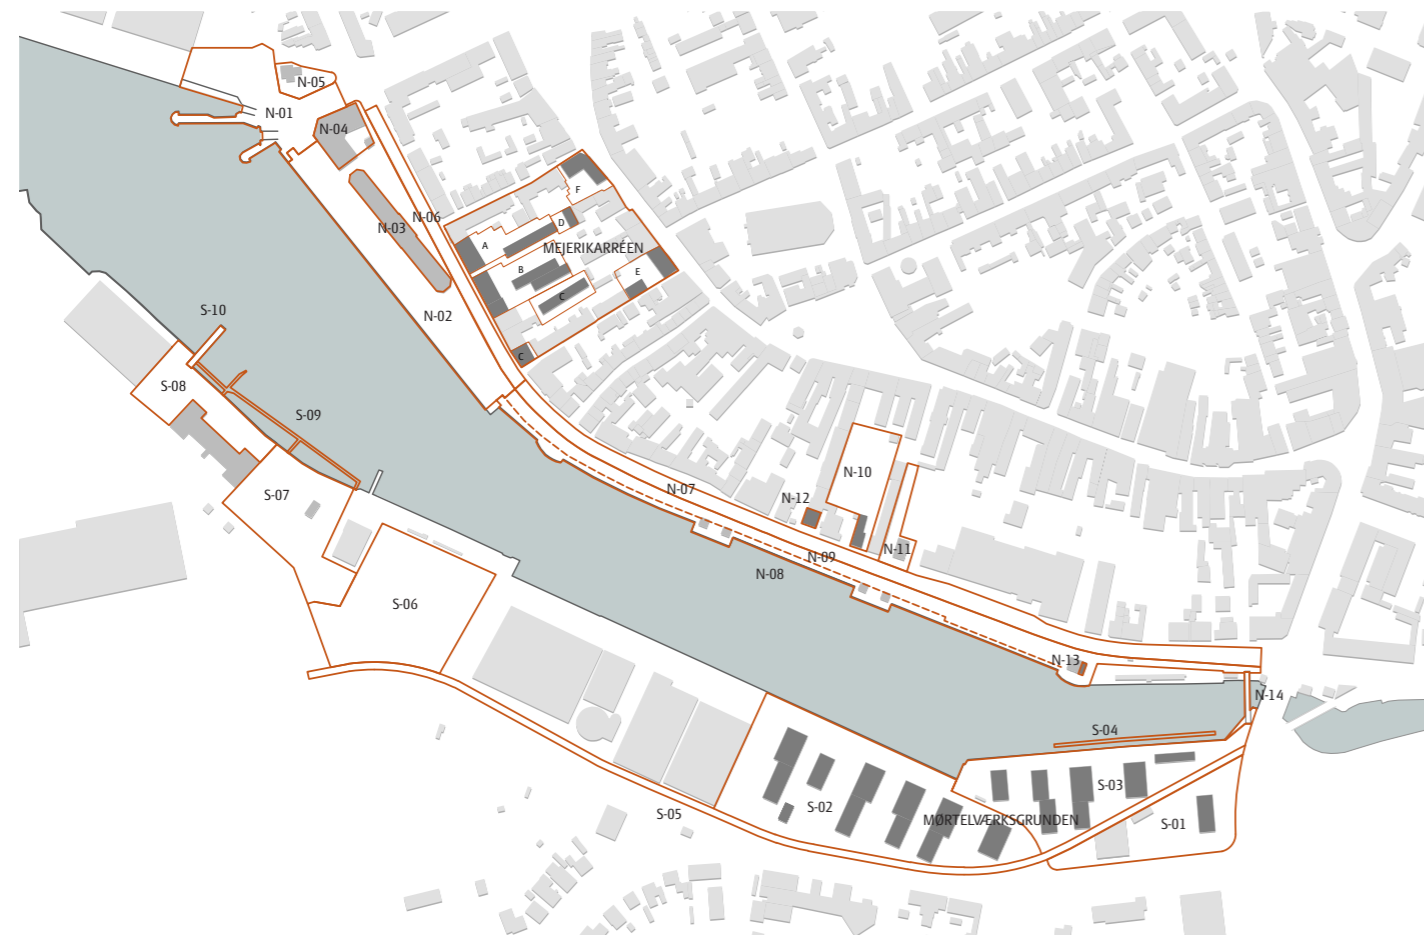 N-05
N-01
N-04
F
N-06
D
N-03
A
MEJERIKARRÉEN
B
E
C
S-10
N-02
C
S-08
S-09
N-10
N-07
N-12
S-07
N-11
N-09
N-08
S-06
N-13
N-14
S-04
S-03
S-02
S-05
MØRTELVÆRKSGRUNDEN
S-01